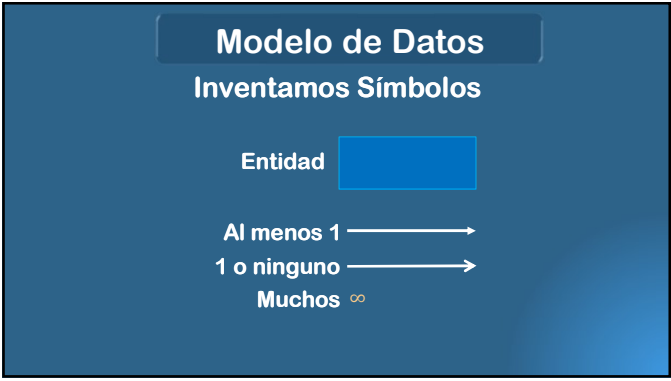 Modelo de Datos
Inventamos Símbolos
Entidad
Al menos 1
1 o ninguno
Muchos ∞